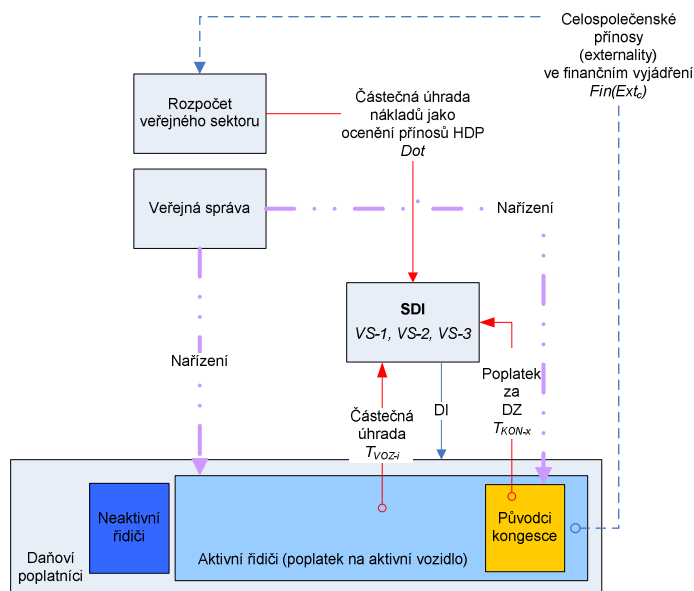 Celospolečenské
přínosy
(externality)
ve finančním vyjádření
Fin(Extc)
Rozpočet
veřejného sektoru
Částečná úhrada
nákladů jako
ocenění přínosů HDP
Dot
Veřejná správa
Nařízení
SDI
VS-1, VS-2, VS-3
Nařízení
Částečná
úhrada
TVOZ-i
DI
Poplatek
za
DZ
TKON-x
Neaktivní
řidiči
Původci
kongesce
Daňoví
poplatníci
Aktivní řidiči (poplatek na aktivní vozidlo)